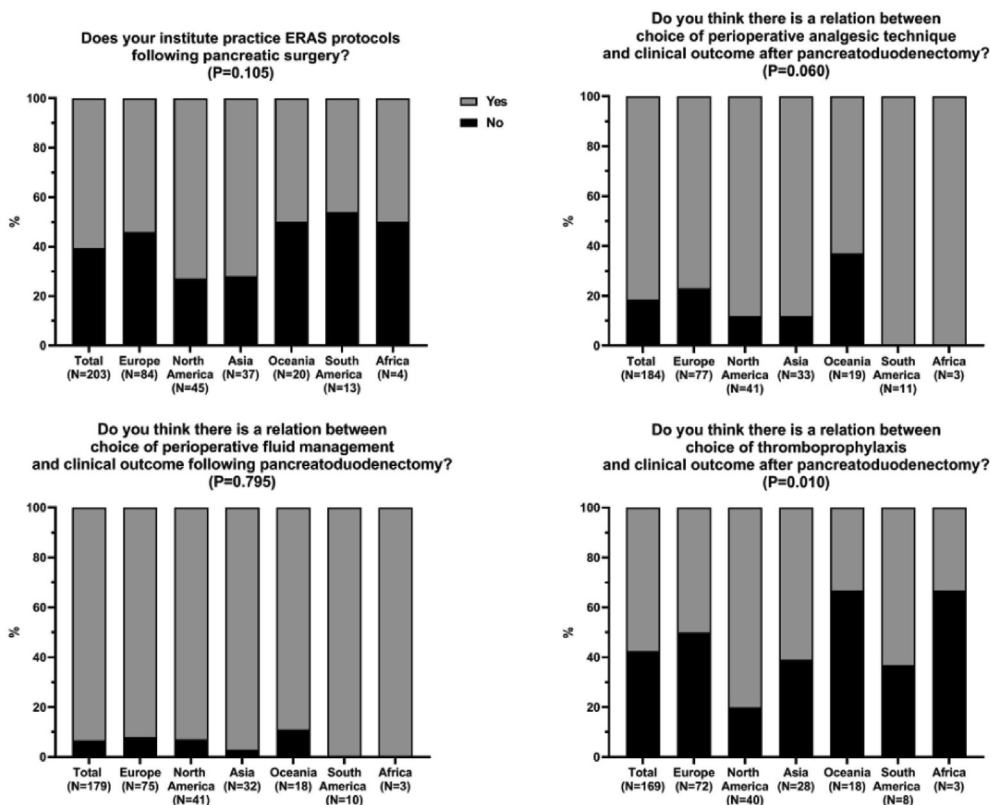 Does your institute practice ERAS protocols
following pancreatic surgery?
(P=0.105)
100
80
60
40
20
0
%
Total Europe North Asia Oceania South Africa
(N=203) (N=84) America (N=37) (N=20) America (N=4)
(N=45) (N=13)
Yes
No
Do you think there is a relation between
choice of perioperative analgesic technique
and clinical outcome after pancreatoduodenectomy?
(P=0.060)
100
80
60
40
20
0
%
Total Europe North Asia Oceania South Africa
(N=184) (N=77) America (N=33) (N=19) America (N=3)
(N=41) (N=11)
Do you think there is a relation between
choice of perioperative fluid management
and clinical outcome following pancreatoduodenectomy?
(P=0.795)
100
80
60
40
20
0
%
Total Europe North Asia Oceania South Africa
(N=179) (N=75) America (N=32) (N=18) America (N=3)
(N=41) (N=10)
Do you think there is a relation between
choice of thromboprophylaxis
and clinical outcome after pancreatoduodenectomy?
(P=0.010)
100
80
60
40
20
0
%
Total Europe North Asia Oceania South Africa
(N=169) (N=72) America (N=28) (N=18) America (N=3)
(N=40) (N=8)